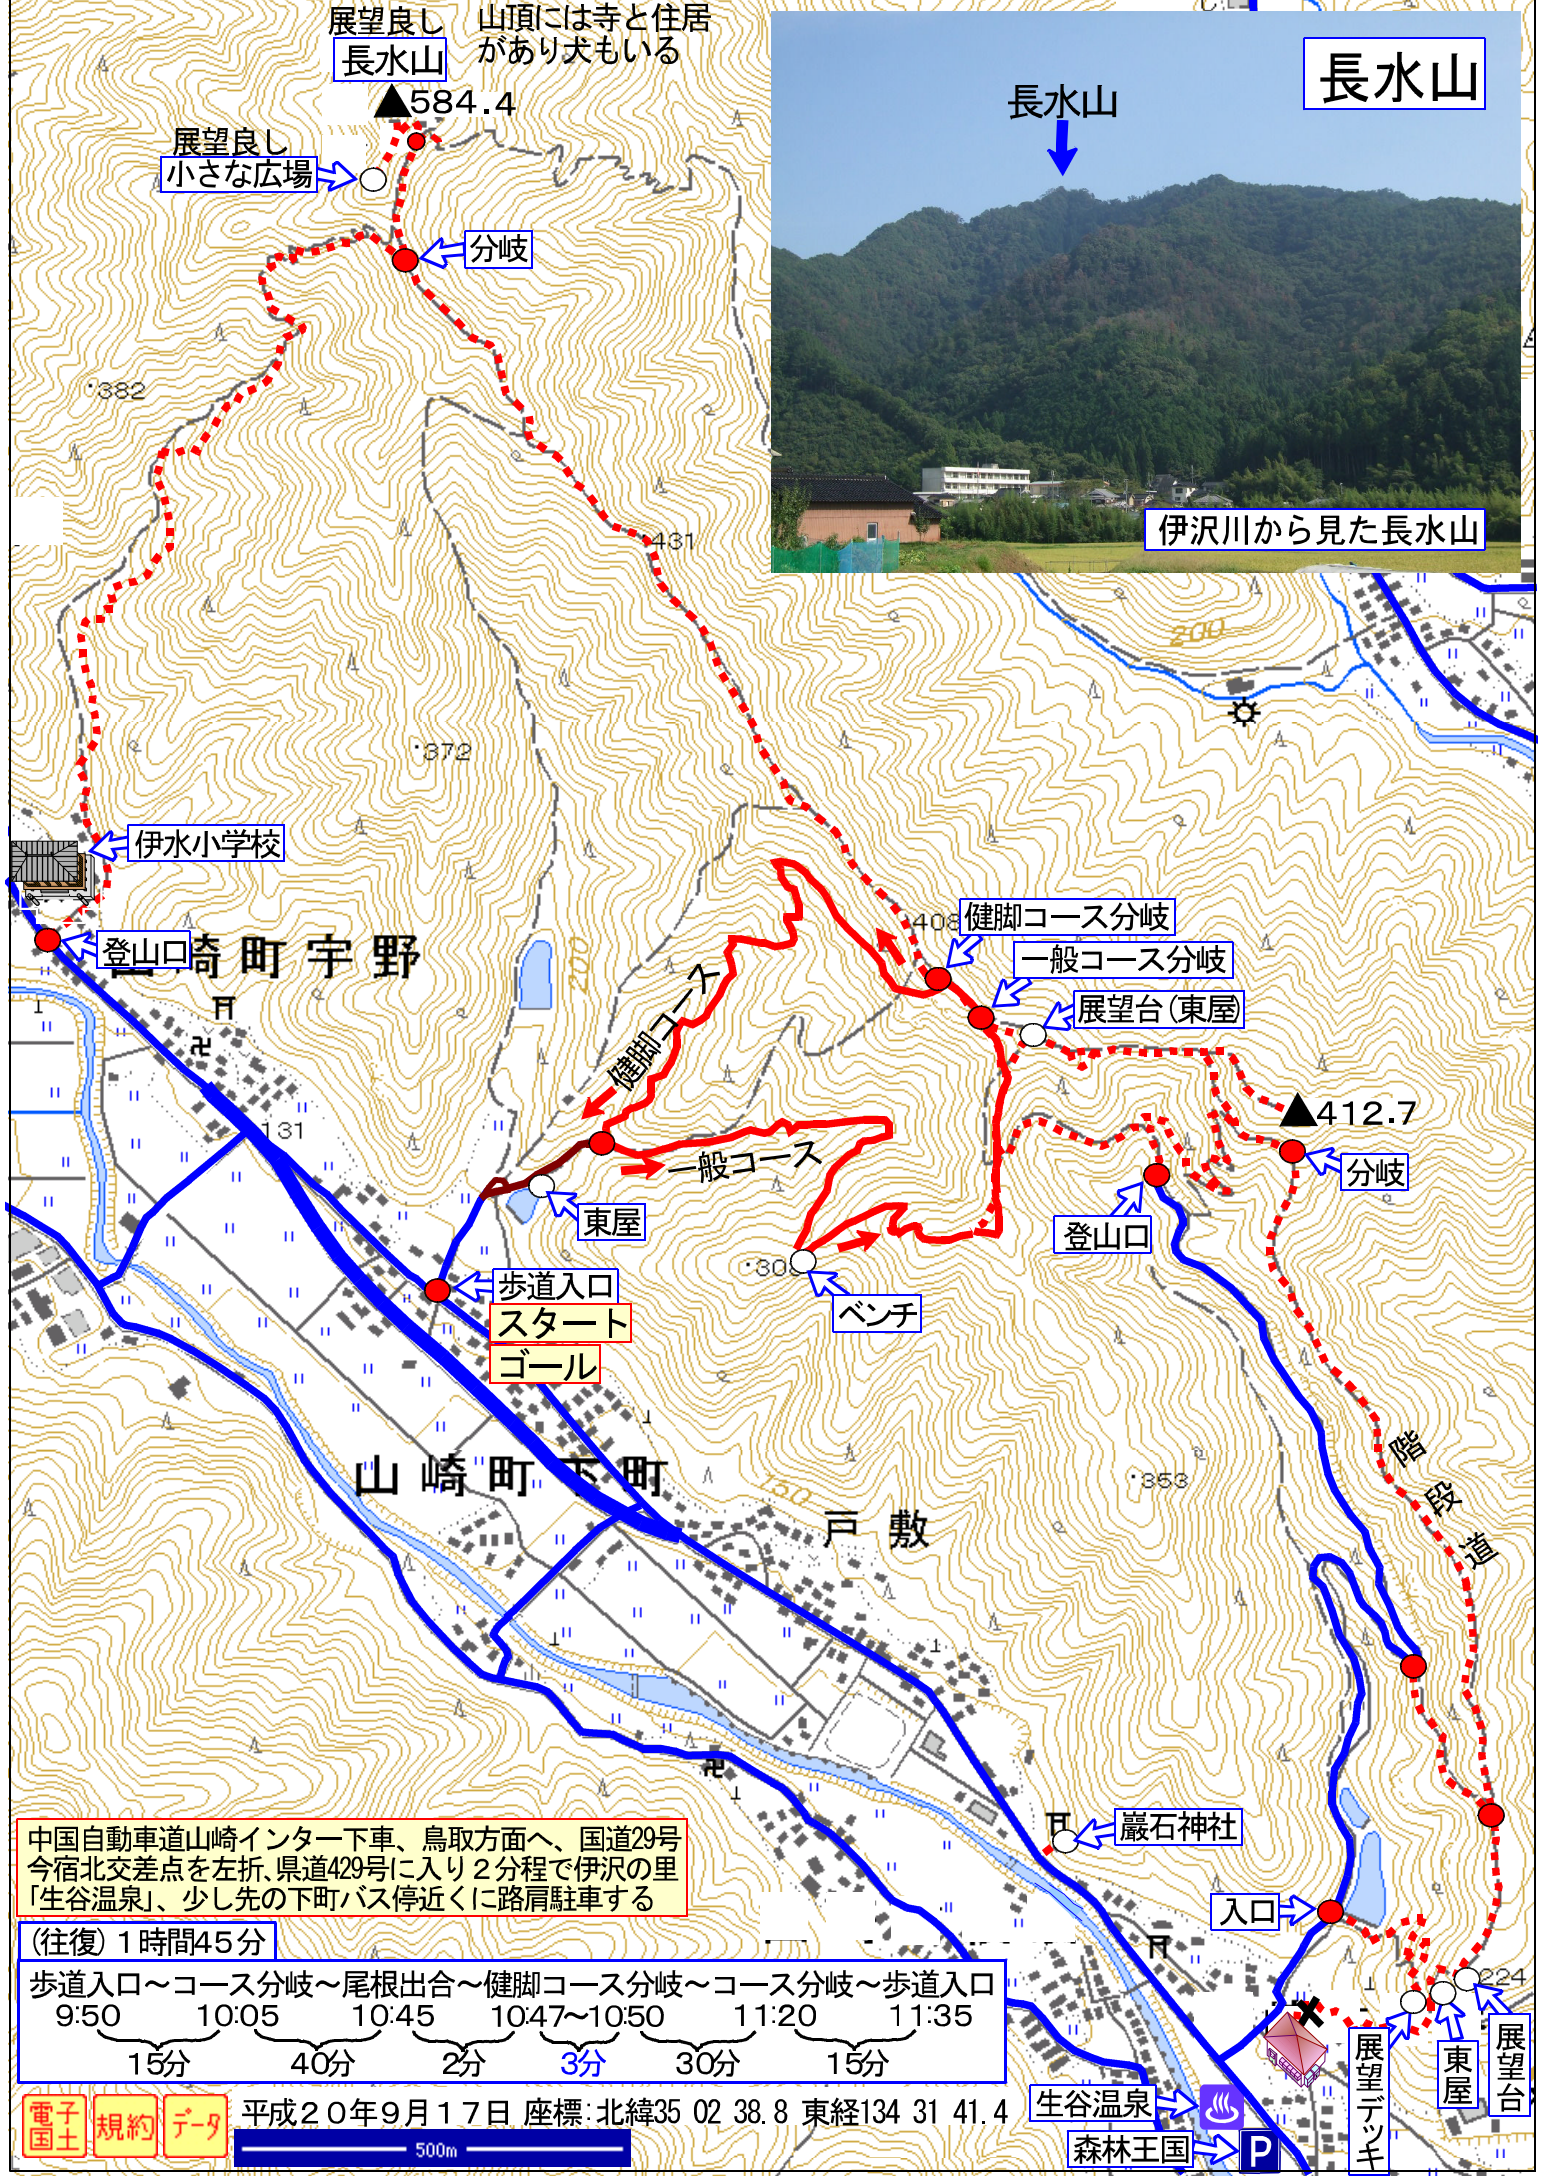 展望良し
山頂には寺と住居
があり犬もいる
長水山
584.4
展望良し
小さな広場
分岐
長水山
長水山
伊沢川から見た長水山
382
431
200
372
伊水小学校
登山口
崎町宇野
200
408
健脚コース分岐
一般コース分岐
展望台(東屋)
健脚コース
131
412.7
一般コース
分岐
東屋
登山口
308
歩道入口
スタート
ゴール
ベンチ
階段道
山崎町下町
150
353
戸敷
巌石神社
中国自動車道山崎インター下車、鳥取方面へ、国道29号
今宿北交差点を左折、県道429号に入り2分程で伊沢の里
「生谷温泉」、少し先の下町バス停近くに路肩駐車する
入口
(往復)1時間45分
歩道入口～コース分岐～尾根出合～健脚コース分岐～コース分岐～歩道入口
9:50 10:05 10:45 10:47～10:50 11:20 11:35
15分 40分 2分 3分 30分 15分
224
展望デッキ
東屋
展望台
生谷温泉
森林王国
P
電子国土
規約
データ
平成20年9月17日 座標:北緯35 02 38.8 東経134 31 41.4
500m